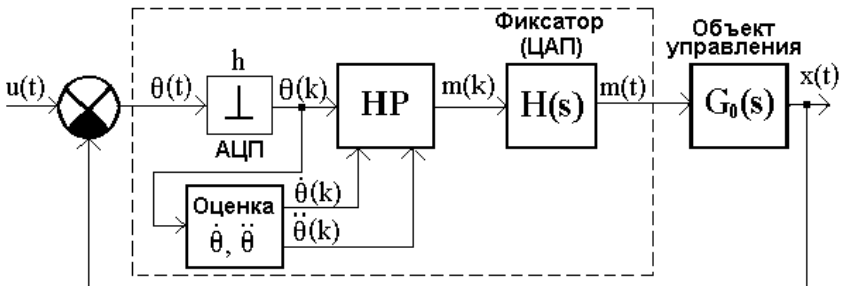 Фиксатор
(ЦАП)
Объект
управления
u(t)
θ(t)
h
⊥
АЦП
θ(k)
НР
m(k)
H(s)
m(t)
G₀(s)
x(t)
Оценка
θ̇, θ̈
θ̇(k)
θ̈(k)